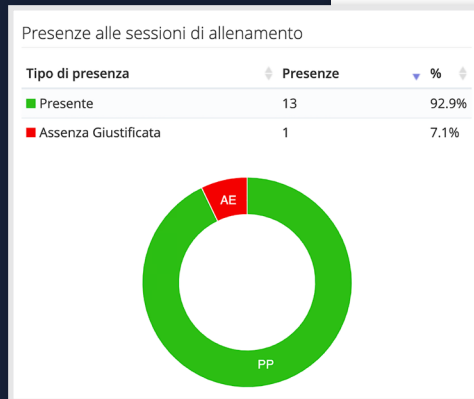 Presenze alle sessioni di allenamento
Tipo di presenza Presenze %
Presente 13 92.9%
Assenza Giustificata 1 7.1%
AE
PP